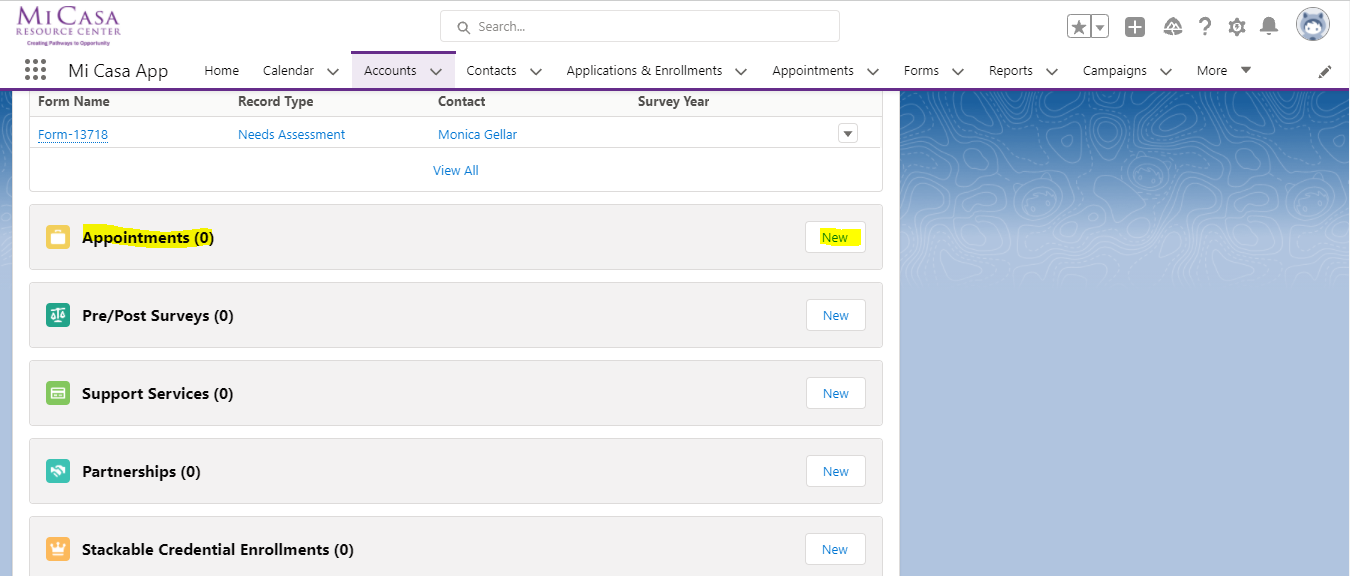 MI CASA
RESOURCE CENTER
Creating Pathways to Opportunity
Search...
Mi Casa App
Home
Calendar
Accounts
Contacts
Applications & Enrollments
Appointments
Forms
Reports
Campaigns
More
Form Name
Record Type
Contact
Survey Year
Form-13718
Needs Assessment
Monica Gellar
View All
Appointments (0)
New
Pre/Post Surveys (0)
New
Support Services (0)
New
Partnerships (0)
New
Stackable Credential Enrollments (0)
New